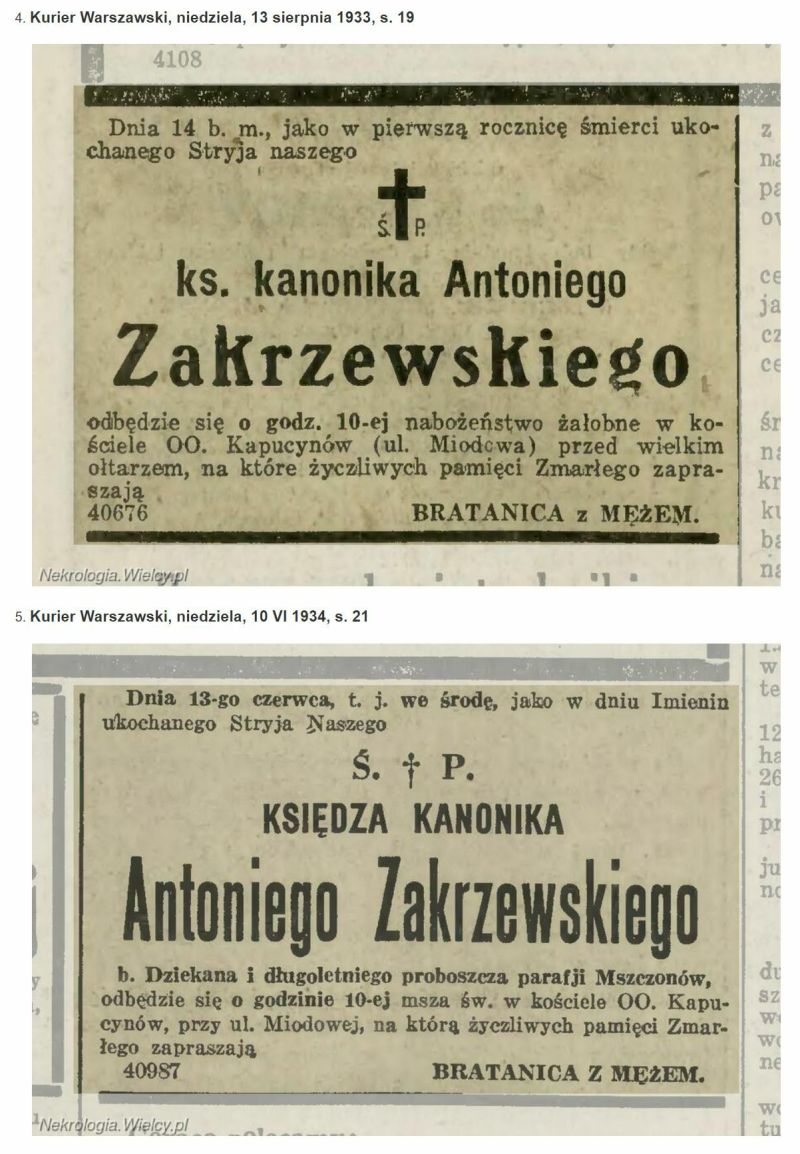 4. Kurier Warszawski, niedziela, 13 sierpnia 1933, s. 19
4108
Dnia 14 b. m., jako w pierwszą rocznicę śmierci uko-
chanego Stryja naszego
Ś. P.
ks. kanonika Antoniego
Zakrzewskiego
odbędzie się o godz. 10-ej nabożeństwo żałobne w ko-
ściele OO. Kapucynów (ul. Miodowa) przed wielkim
ołtarzem, na które życzliwych pamięci Zmarłego zapra-
szają
40676 BRATANICA z MĘŻEM.
Nekrologia.Wielcy.pl
5. Kurier Warszawski, niedziela, 10 VI 1934, s. 21
Dnia 13-go czerwca, t. j. we środę, jako w dniu Imienin
ukochanego Stryja Naszego
Ś. † P.
KSIĘDZA KANONIKA
Antoniego Zakrzewskiego
b. Dziekana i długoletniego proboszcza parafji Mszczonów,
odbędzie się o godzinie 10-ej msza św. w kościele OO. Kapu-
cynów, przy ul. Miodowej, na którą życzliwych pamięci Zmar-
łego zapraszają
40987 BRATANICA Z MĘŻEM.
Nekrologia.Wielcy.pl